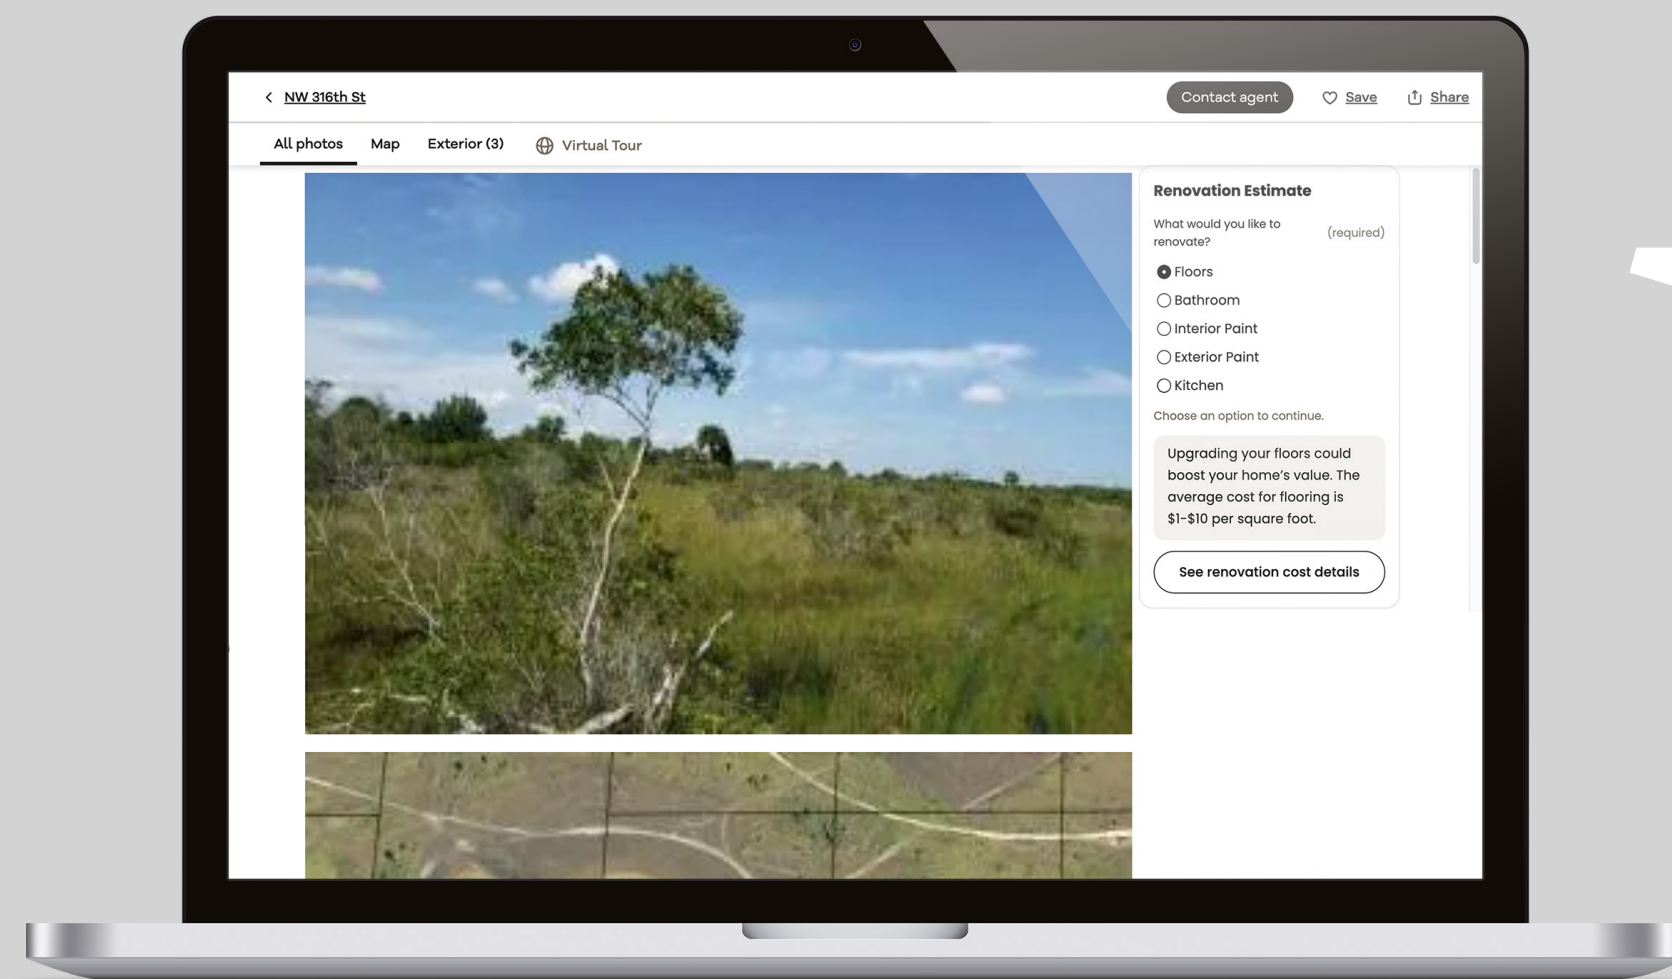 NW 316th St
Contact agent
Save
Share
All photos
Map
Exterior (3)
Virtual Tour
Renovation Estimate
What would you like to
renovate?
(required)
Floors
Bathroom
Interior Paint
Exterior Paint
Kitchen
Choose an option to continue.
Upgrading your floors could
boost your home's value. The
average cost for flooring is
$1-$10 per square foot.
See renovation cost details